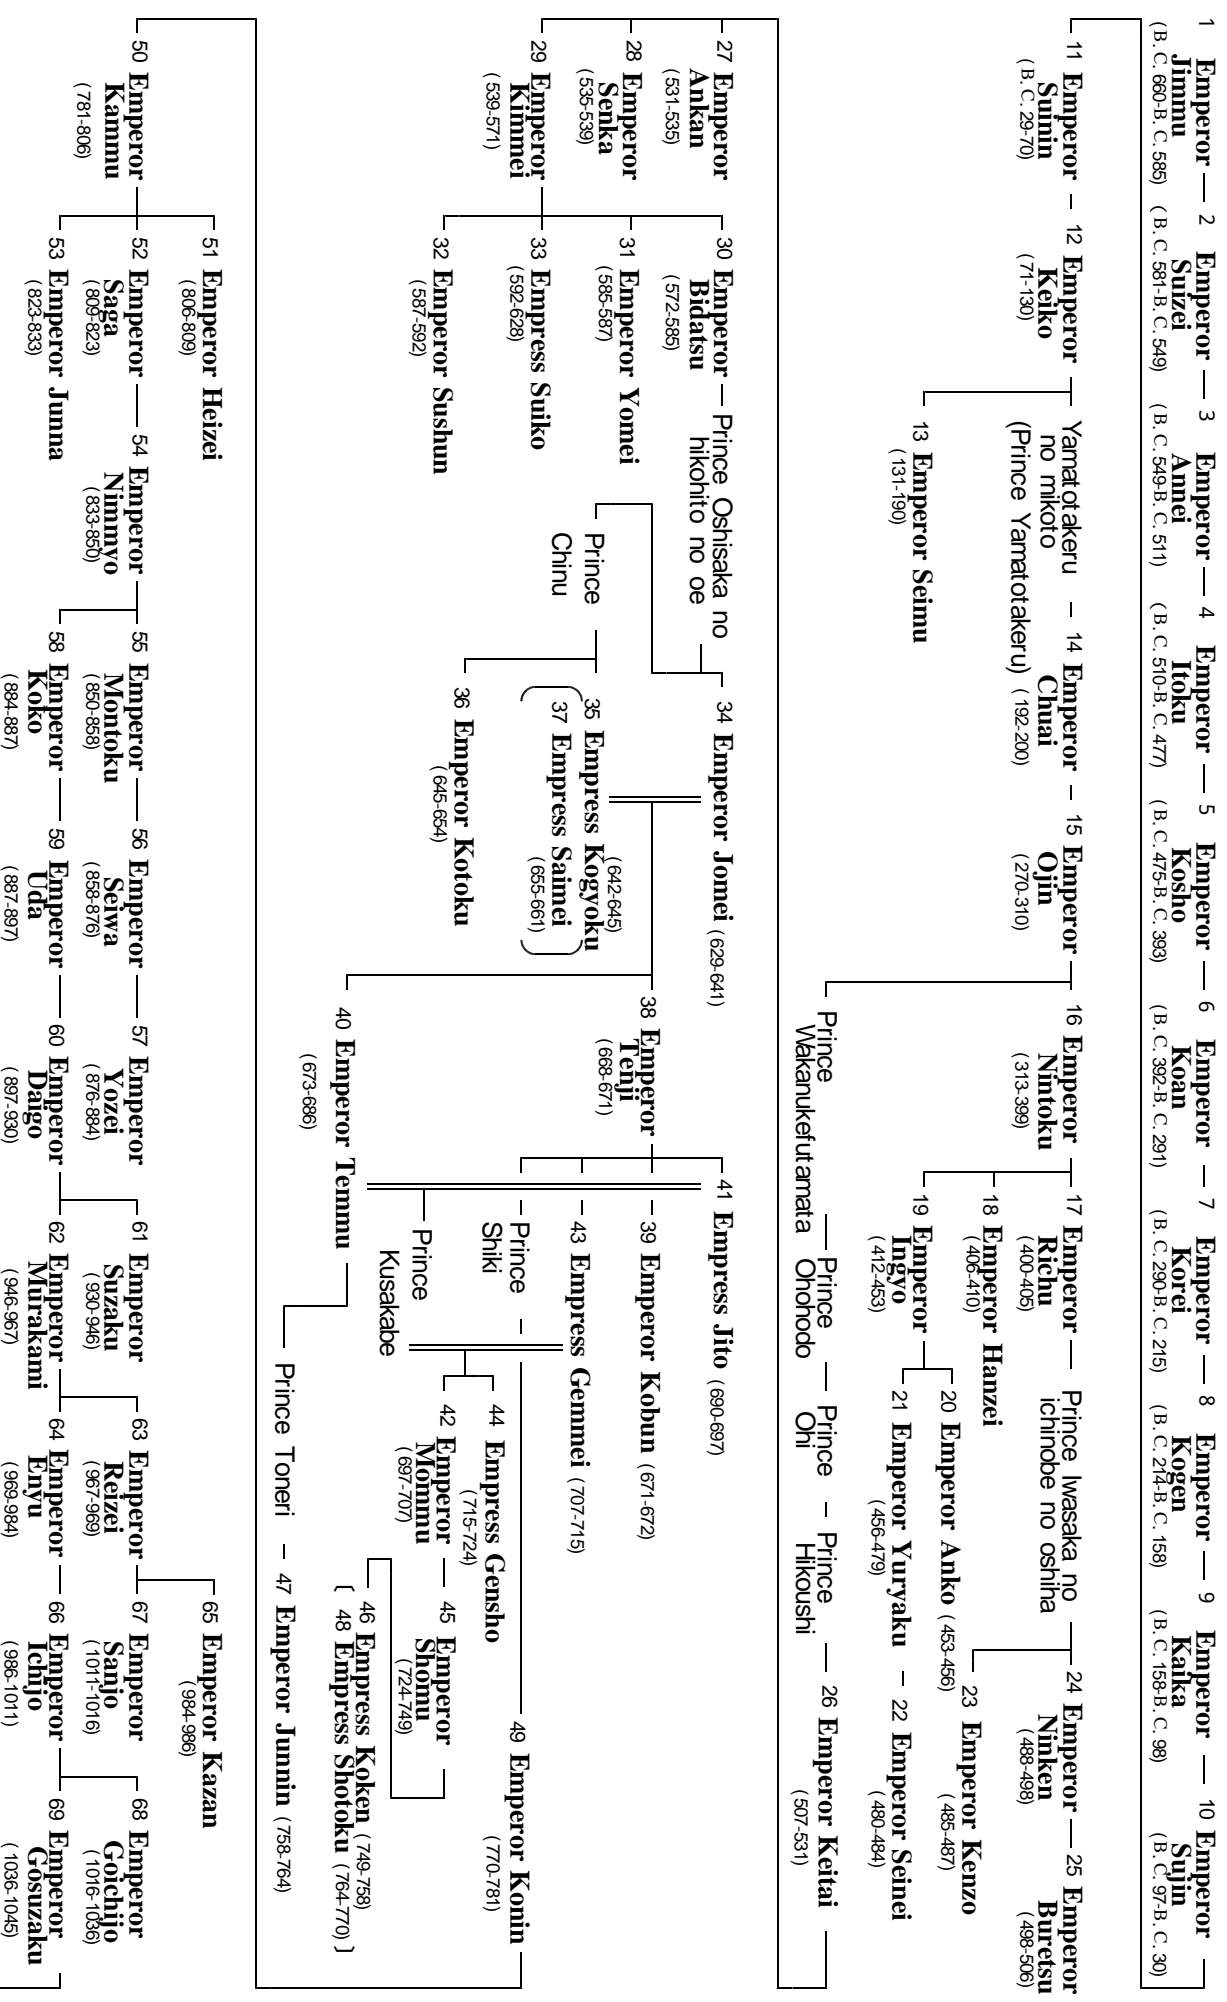 1 Emperor Jimmu
(B. C. 660-B. C. 585)
2 Emperor Suizei
(B. C. 581-B. C. 549)
3 Emperor Annei
(B. C. 549-B. C. 511)
4 Emperor Itoku
(B. C. 510-B. C. 477)
5 Emperor Kosho
(B. C. 475-B. C. 393)
6 Emperor Koan
(B. C. 392-B. C. 291)
7 Emperor Korei
(B. C. 290-B. C. 215)
8 Emperor Kogen
(B. C. 214-B. C. 158)
9 Emperor Kaika
(B. C. 158-B. C. 98)
10 Emperor Sujin
(B. C. 97-B. C. 30)
11 Emperor Suinin
(B. C. 29-70)
12 Emperor Keiko
(71-130)
Yamatotakeru no mikoto
(Prince Yamatotakeru)
13 Emperor Seimu
(131-190)
14 Emperor Chuai
(192-200)
15 Emperor Ojin
(270-310)
16 Emperor Nintoku
(313-399)
17 Emperor Richu
(400-405)
18 Emperor Hanzei
(406-410)
19 Emperor Ingyo
(412-453)
Prince Iwasaka no ichinobe no oshiha
20 Emperor Anko (453-456)
21 Emperor Yuryaku
(456-479)
22 Emperor Seinei
(480-484)
24 Emperor Ninken
(488-498)
23 Emperor Kenzo
(485-487)
25 Emperor Buretsu
(498-506)
Prince Wakanukefutamata
Prince Ohohodo
Prince Ohi
Prince Hikoushi
26 Emperor Keitai
(507-531)
27 Emperor Ankan
(531-535)
28 Emperor Senka
(535-539)
29 Emperor Kimmei
(539-571)
30 Emperor Bidatsu
(572-585)
31 Emperor Yomei
(585-587)
33 Empress Suiko
(592-628)
32 Emperor Sushun
(587-592)
Prince Oshisaka no hikohito no oe
Prince Chinu
34 Emperor Jomei (629-641)
35 Empress Kogyoku
(642-645)
37 Empress Saimei
(655-661)
36 Emperor Kotoku
(645-654)
38 Emperor Tenji
(668-671)
40 Emperor Temmu
(673-686)
41 Empress Jito (690-697)
39 Emperor Kobun (671-672)
43 Empress Gemmei (707-715)
Prince Shiki
Prince Kusakabe
44 Empress Gensho
(715-724)
42 Emperor Mommu
(697-707)
45 Emperor Shomu
(724-749)
46 Empress Koken (749-758)
48 Empress Shotoku (764-770)
49 Emperor Konin
(770-781)
Prince Toneri
47 Emperor Junnin (758-764)
50 Emperor Kammu
(781-806)
51 Emperor Heizei
(806-809)
52 Emperor Saga
(809-823)
53 Emperor Junna
(823-833)
54 Emperor Nimmyo
(833-850)
55 Emperor Montoku
(850-858)
56 Emperor Seiwa
(858-876)
57 Emperor Yozei
(876-884)
58 Emperor Koko
(884-887)
59 Emperor Uda
(887-897)
60 Emperor Daigo
(897-930)
61 Emperor Suzaku
(930-946)
62 Emperor Murakami
(946-967)
63 Emperor Reizei
(967-969)
64 Emperor Enyu
(969-984)
65 Emperor Kazan
(984-986)
67 Emperor Sanjo
(1011-1016)
66 Emperor Ichijo
(986-1011)
68 Emperor Goichijo
(1016-1036)
69 Emperor Gosuzaku
(1036-1045)